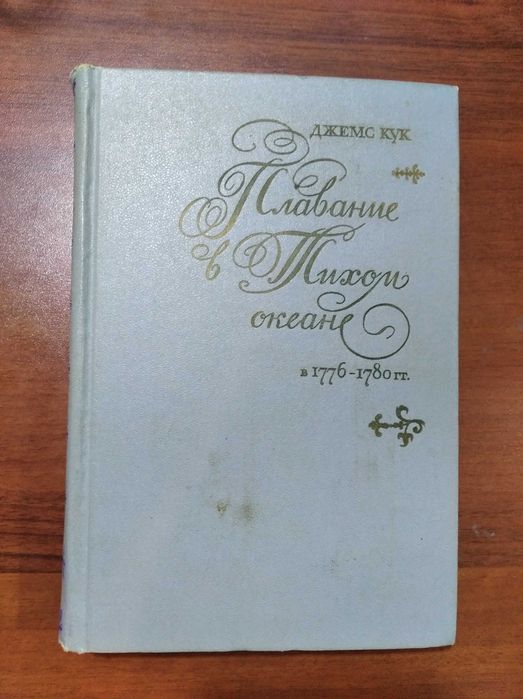 ДЖЕМС КУК
Плавание
в Тихом
океане
в 1776-1780 гг.